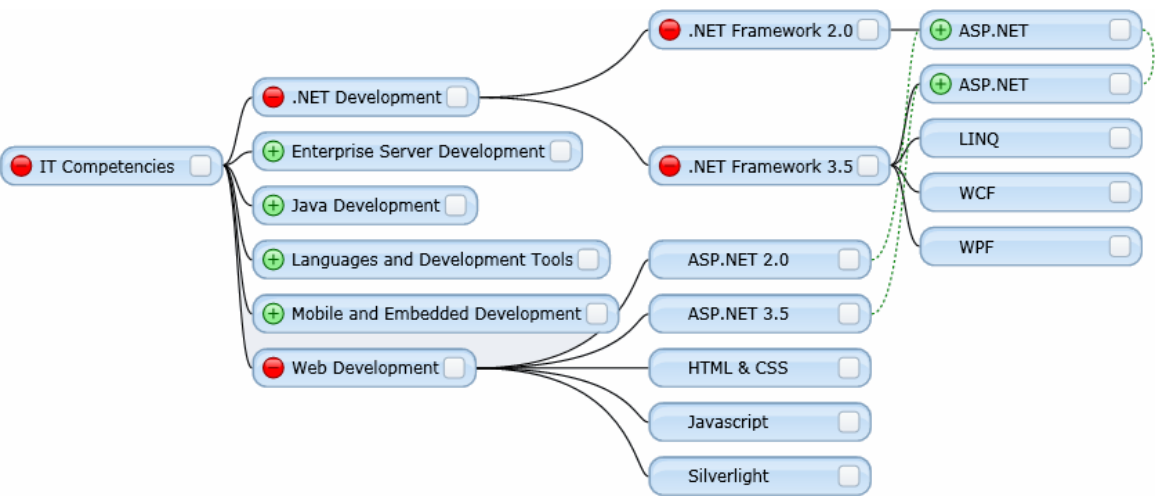 IT Competencies
.NET Development
Enterprise Server Development
Java Development
Languages and Development Tools
Mobile and Embedded Development
Web Development
.NET Framework 2.0
.NET Framework 3.5
ASP.NET 2.0
ASP.NET 3.5
HTML & CSS
Javascript
Silverlight
ASP.NET
ASP.NET
LINQ
WCF
WPF